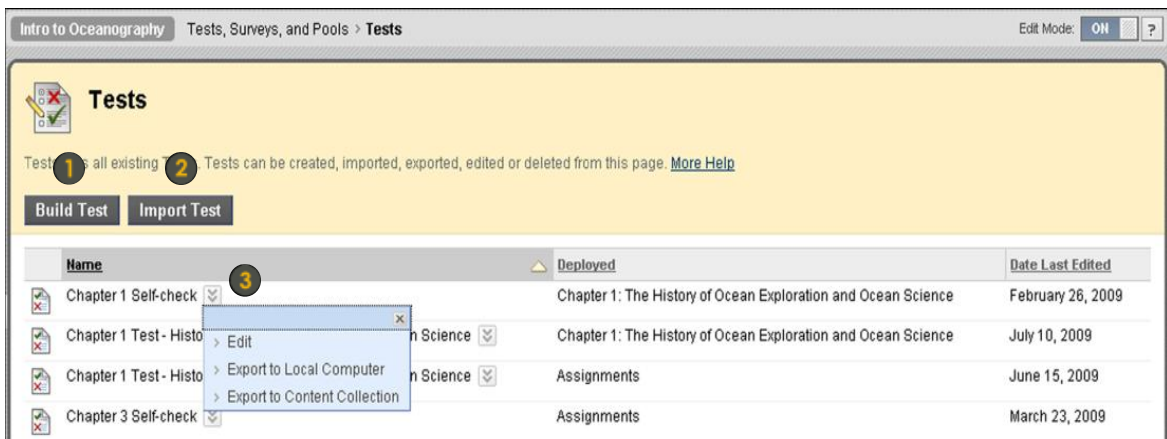 Intro to Oceanography Tests, Surveys, and Pools > Tests Edit Mode: ON ?
Tests
Tests all existing Tests can be created, imported, exported, edited or deleted from this page. More Help
1 2
Build Test Import Test
Name Deployed Date Last Edited
3
Chapter 1 Self-check Chapter 1: The History of Ocean Exploration and Ocean Science February 26, 2009
Chapter 1 Test - Histo n Science Chapter 1: The History of Ocean Exploration and Ocean Science July 10, 2009
> Edit
Chapter 1 Test - Histo n Science Assignments June 15, 2009
> Export to Local Computer
> Export to Content Collection
Chapter 3 Self-check Assignments March 23, 2009